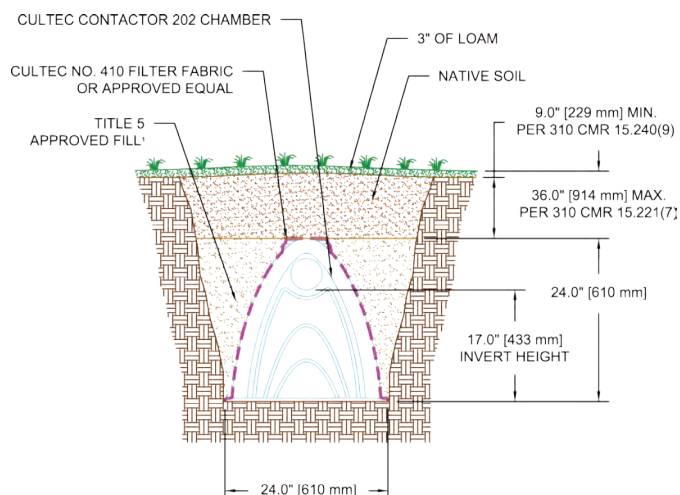 CULTEC CONTACTOR 202 CHAMBER
3" OF LOAM
CULTEC NO. 410 FILTER FABRIC
OR APPROVED EQUAL
NATIVE SOIL
TITLE 5
APPROVED FILL¹
9.0" [229 mm] MIN.
PER 310 CMR 15.240(9)
36.0" [914 mm] MAX.
PER 310 CMR 15.221(7)
24.0" [610 mm]
17.0" [433 mm]
INVERT HEIGHT
24.0" [610 mm]